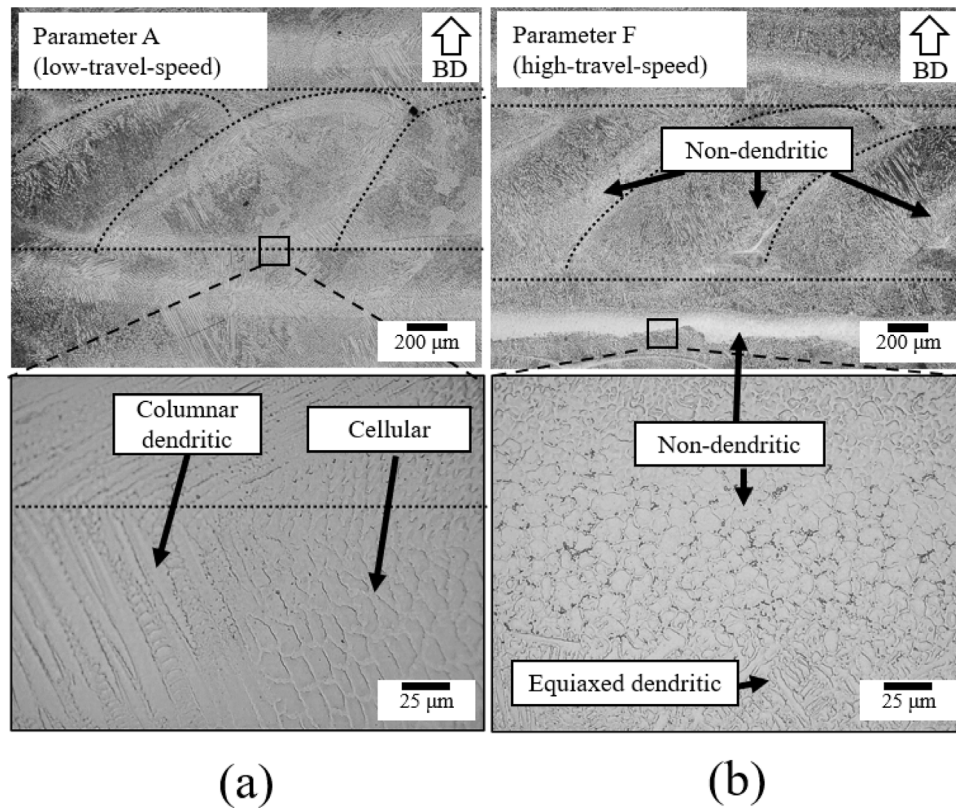 Parameter A
(low-travel-speed)
BD
200 μm
Columnar
dendritic
Cellular
25 μm
(a)
Parameter F
(high-travel-speed)
BD
Non-dendritic
200 μm
Non-dendritic
Equiaxed dendritic
25 μm
(b)